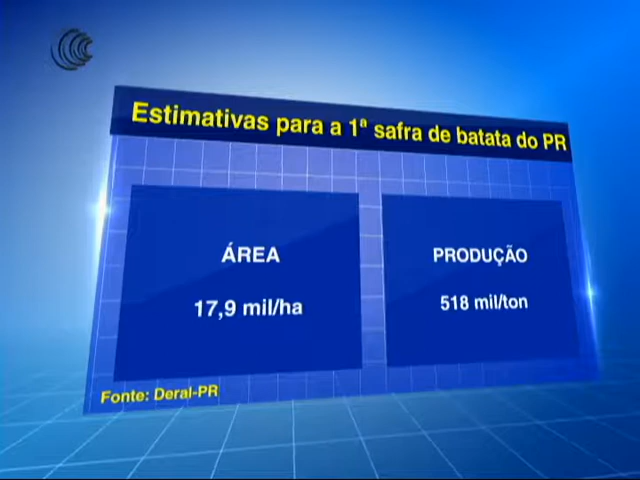 Estimativas para a 1ª safra de batata do PR
ÁREA
17,9 mil/ha
PRODUÇÃO
518 mil/ton
Fonte: Deral-PR